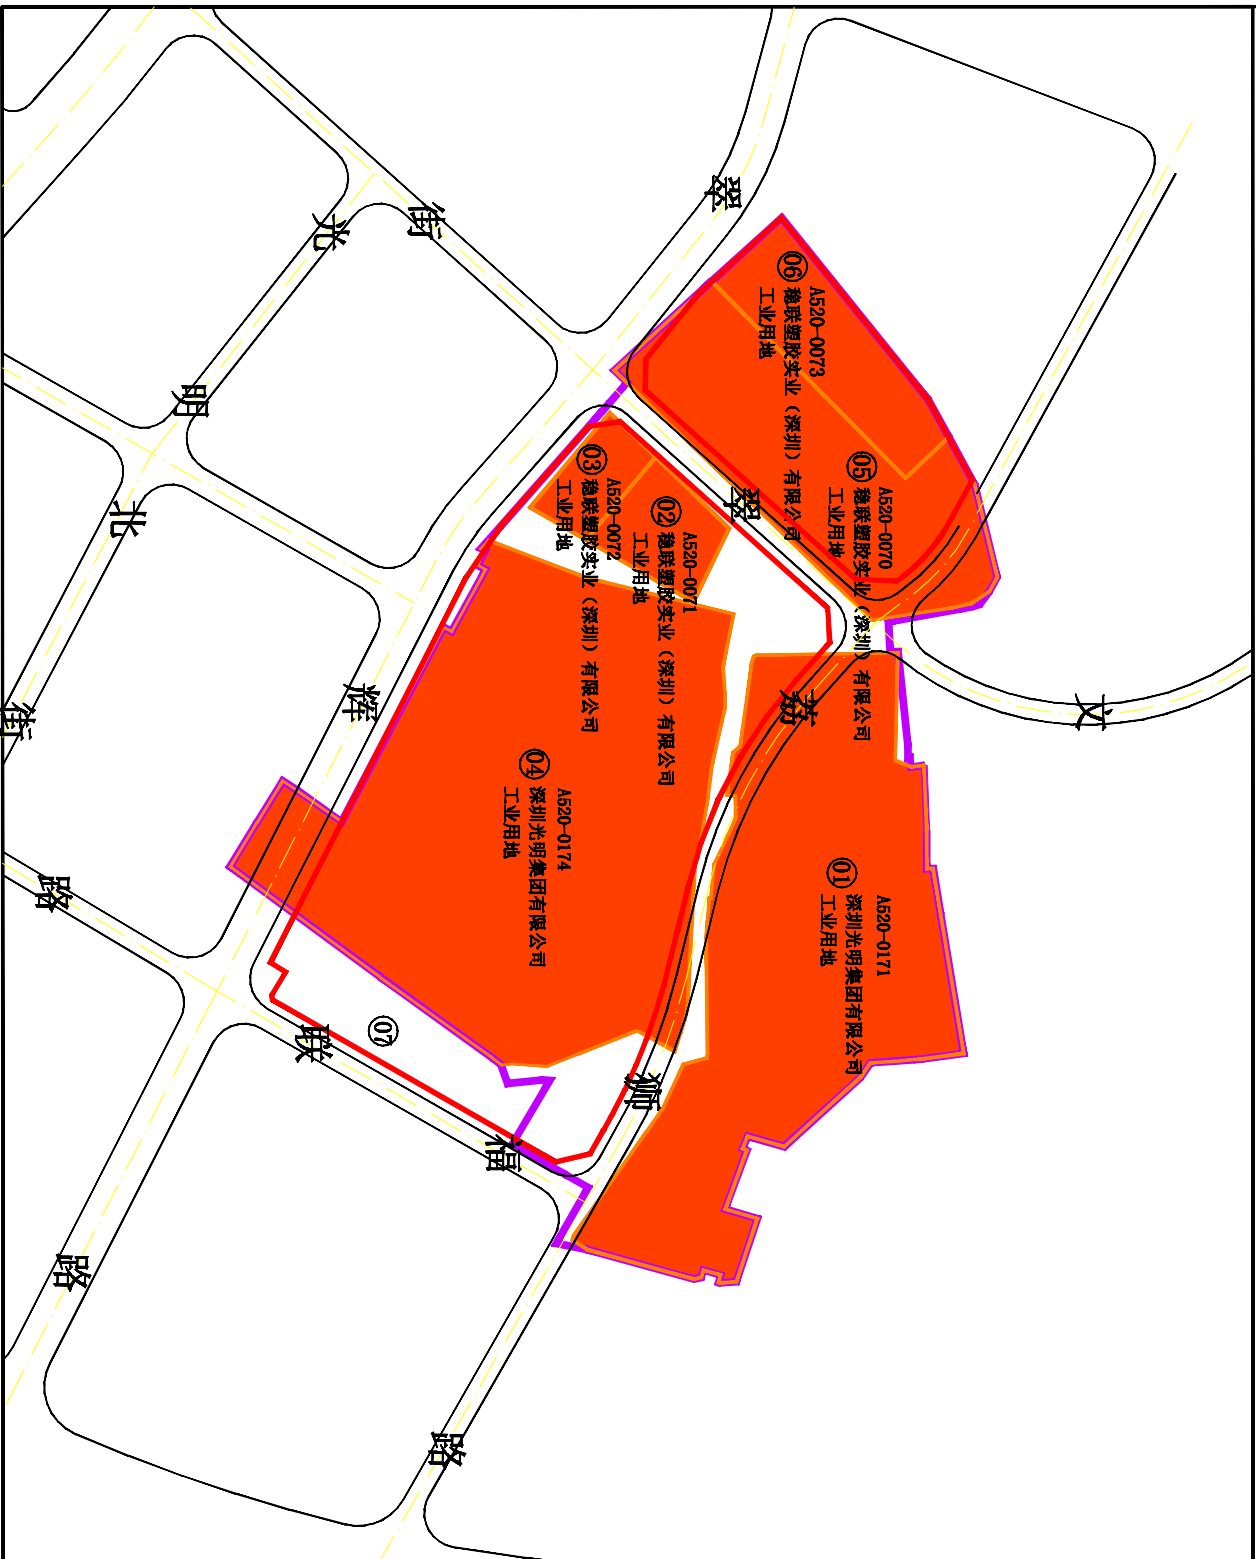 A520-0073
06 稳联塑胶实业（深圳）有限公司
工业用地
A520-0070
05 稳联塑胶实业（深圳）有限公司
工业用地
A520-0071
02 稳联塑胶实业（深圳）有限公司
工业用地
A520-0072
03 稳联塑胶实业（深圳）有限公司
工业用地
A520-0174
04 深圳光明集团有限公司
工业用地
A520-0171
01 深圳光明集团有限公司
工业用地
07
翠
辉
路
光
明
北
街
街
翠
荔
狮
路
路
联
福